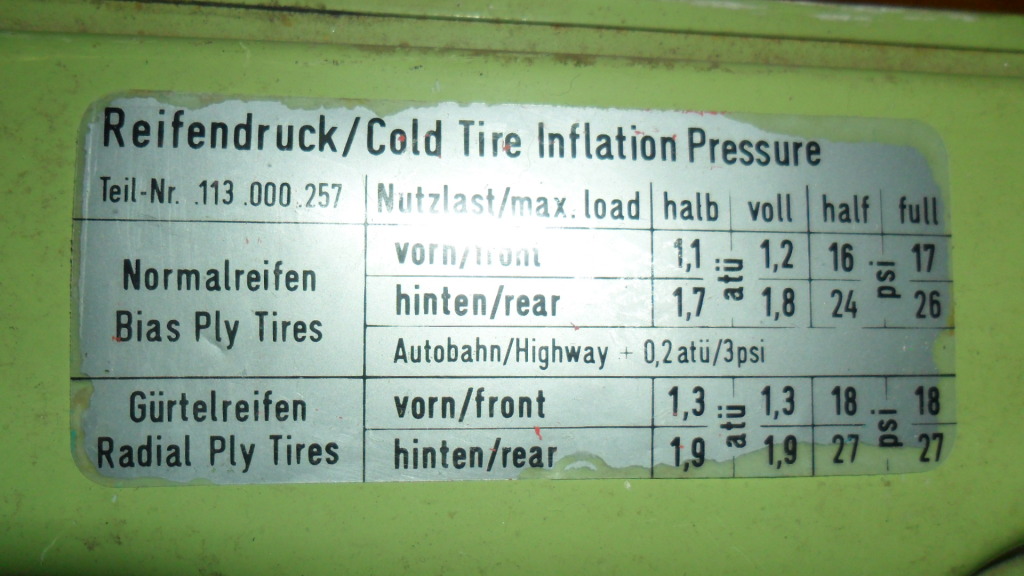 Reifendruck/Cold Tire Inflation Pressure
Teil-Nr. 113 000 257 Nutzlast/max. load halb voll half full
Normalreifen
Bias Ply Tires
vorn/front 1,1 atü 1,2 16 psi 17
hinten/rear 1,7 1,8 24 26
Autobahn/Highway + 0,2 atü/3psi
Gürtelreifen
Radial Ply Tires
vorn/front 1,3 atü 1,3 18 psi 18
hinten/rear 1,9 1,9 27 27